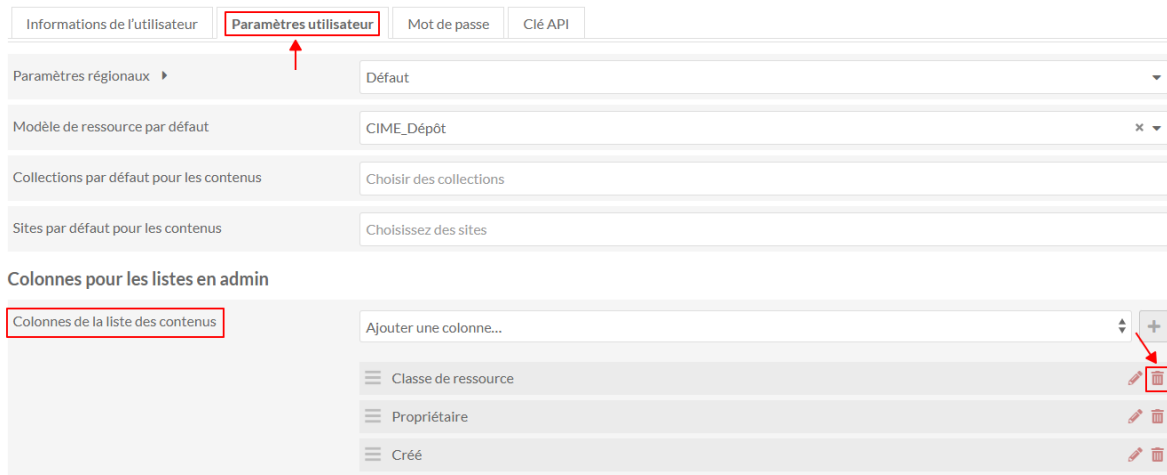 Informations de l'utilisateur Paramètres utilisateur Mot de passe Clé API
Paramètres régionaux Défaut
Modèle de ressource par défaut CIME_Dépôt
Collections par défaut pour les contenus Choisir des collections
Sites par défaut pour les contenus Choisissez des sites
Colonnes pour les listes en admin
Colonnes de la liste des contenus Ajouter une colonne...
Classe de ressource
Propriétaire
Créé